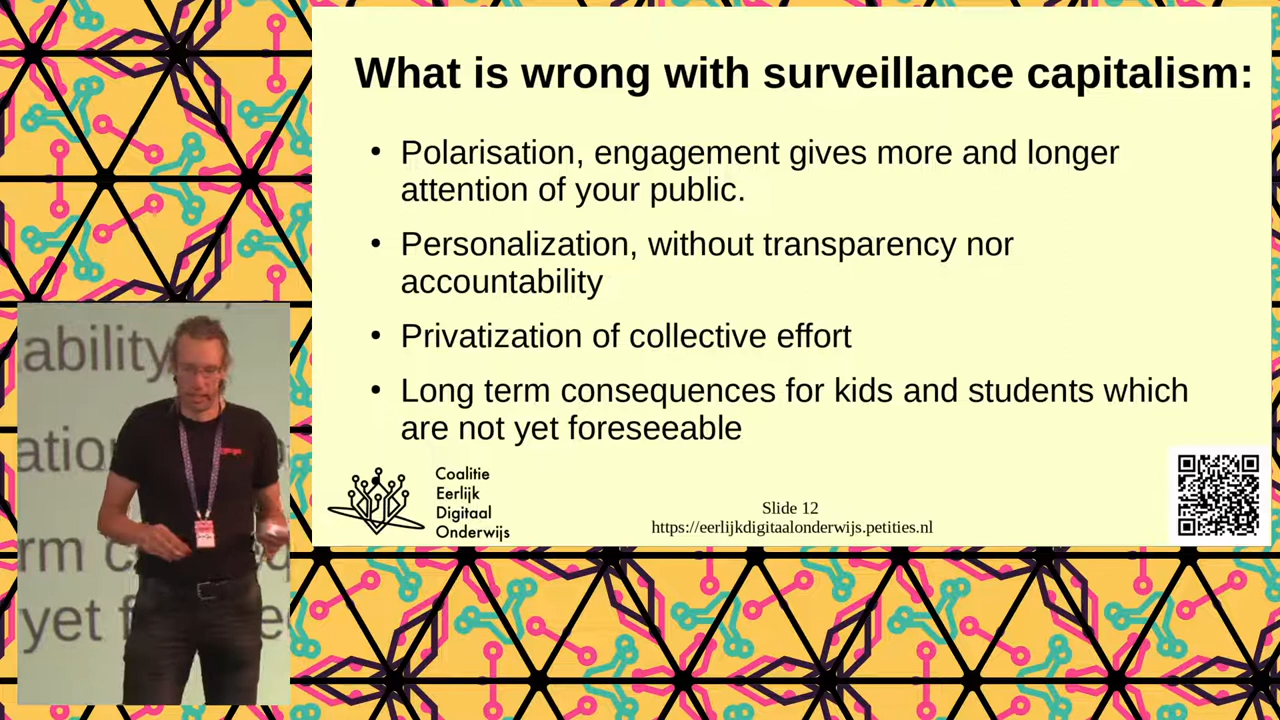 What is wrong with surveillance capitalism:
• Polarisation, engagement gives more and longer
attention of your public.
• Personalization, without transparency nor
accountability
• Privatization of collective effort
• Long term consequences for kids and students which
are not yet foreseeable
Coalitie
Eerlijk
Digitaal
Onderwijs
Slide 12
https://eerlijkdigitaalonderwijs.petities.nl
ability
yet